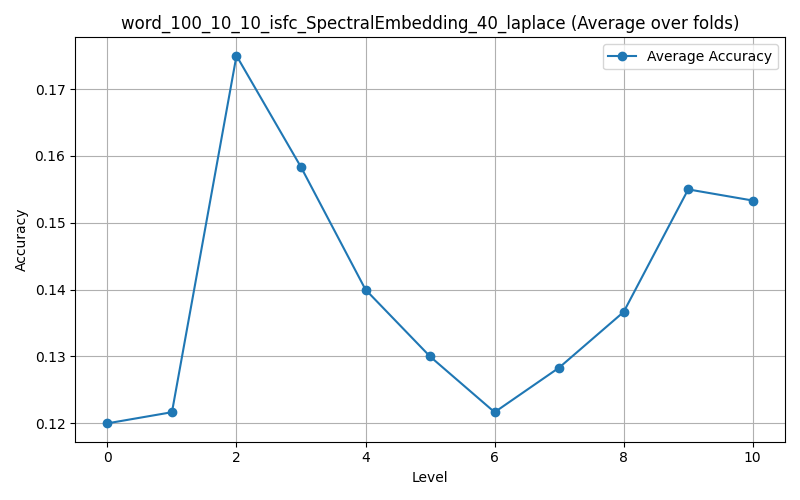 word_100_10_10_isfc_SpectralEmbedding_40_laplace (Average over folds)
Average Accuracy
0.17
0.16
0.15
0.14
0.13
0.12
Accuracy
0 2 4 6 8 10
Level